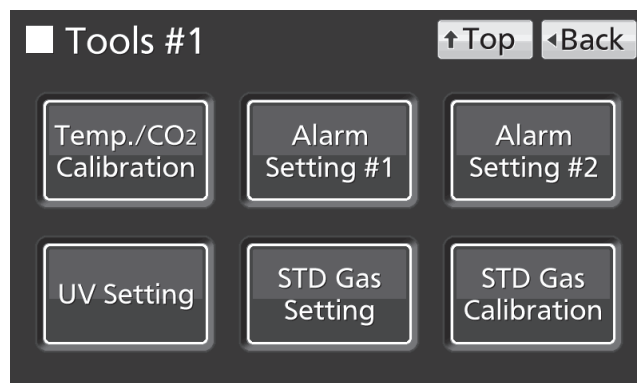 Tools #1
↑Top
◂Back
Temp./CO2
Calibration
Alarm
Setting #1
Alarm
Setting #2
UV Setting
STD Gas
Setting
STD Gas
Calibration